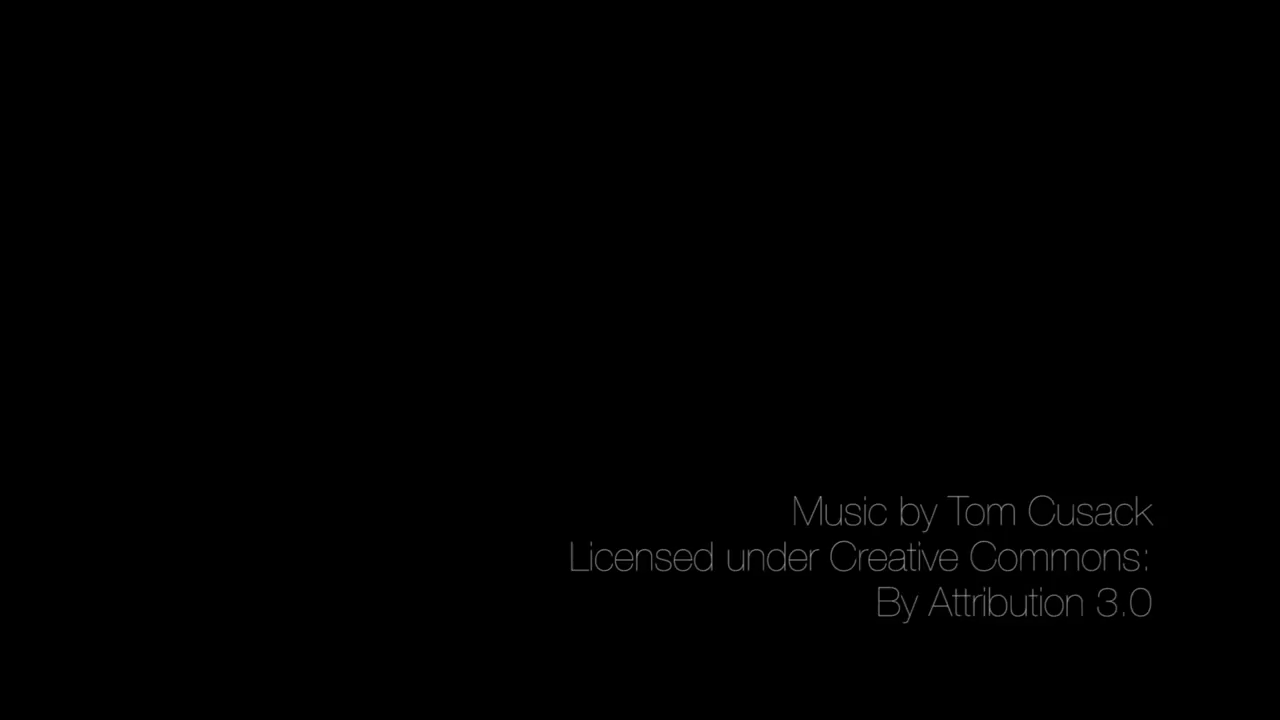 Music by Tom Cusack
Licensed under Creative Commons:
By Attribution 3.0